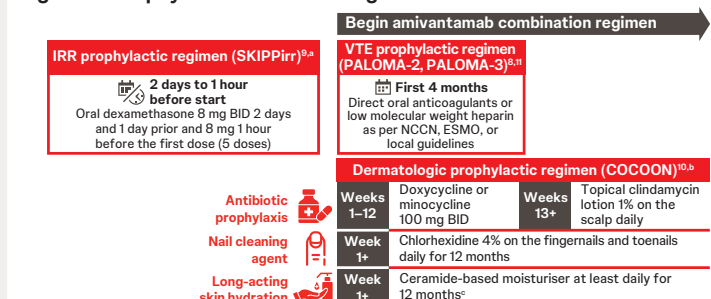 Begin amivantamab combination regimen
IRR prophylactic regimen (SKIPPirr)9,a
2 days to 1 hour
before start
Oral dexamethasone 8 mg BID 2 days
and 1 day prior and 8 mg 1 hour
before the first dose (5 doses)
VTE prophylactic regimen
(PALOMA-2, PALOMA-3)8,11
First 4 months
Direct oral anticoagulants or
low molecular weight heparin
as per NCCN, ESMO, or
local guidelines
Dermatologic prophylactic regimen (COCOON)10,b
Antibiotic
prophylaxis
Weeks
1–12
Doxycycline or
minocycline
100 mg BID
Weeks
13+
Topical clindamycin
lotion 1% on the
scalp daily
Nail cleaning
agent
Week
1+
Chlorhexidine 4% on the fingernails and toenails
daily for 12 months
Long-acting
skin hydration
Week
1+
Ceramide-based moisturiser at least daily for
12 monthsc